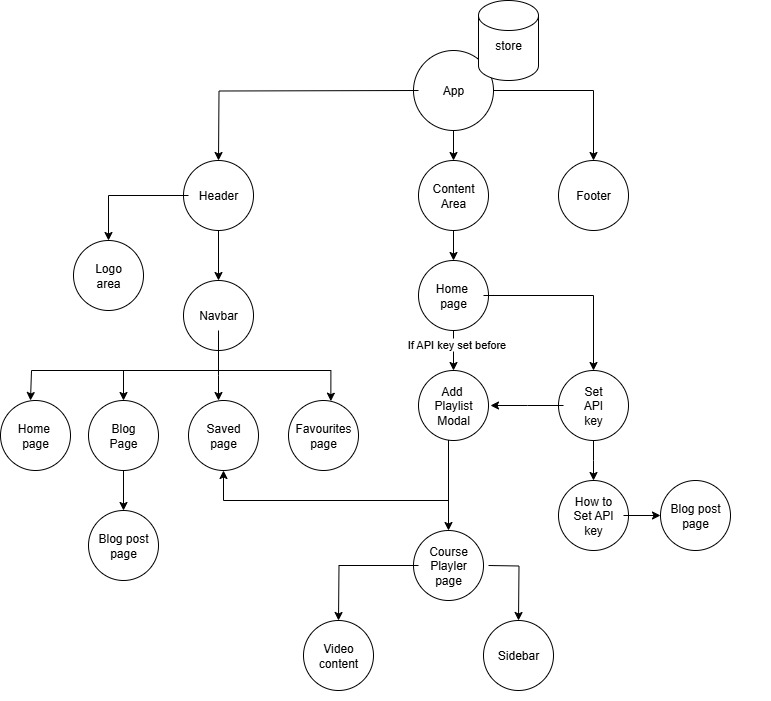 store
App
Header
Content
Area
Footer
Logo
area
Home
page
Navbar
If API key set before
Add
Playlist
Modal
Set
API
key
Home
page
Blog
Page
Saved
page
Favourites
page
How to
Set API
key
Blog post
page
Blog post
page
Course
Playler
page
Video
content
Sidebar